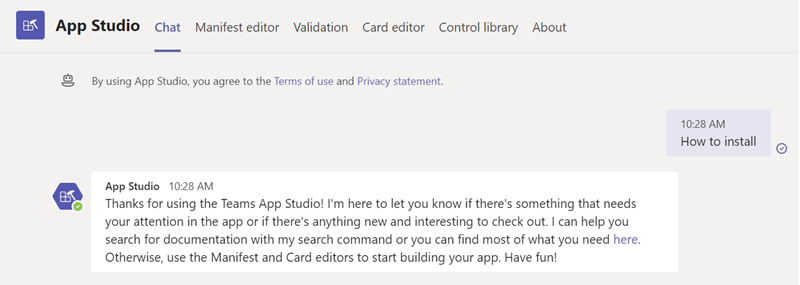 App Studio Chat Manifest editor Validation Card editor Control library About
By using App Studio, you agree to the Terms of use and Privacy statement.
10:28 AM
How to install
App Studio 10:28 AM
Thanks for using the Teams App Studio! I'm here to let you know if there's something that needs
your attention in the app or if there's anything new and interesting to check out. I can help you
search for documentation with my search command or you can find most of what you need here.
Otherwise, use the Manifest and Card editors to start building your app. Have fun!